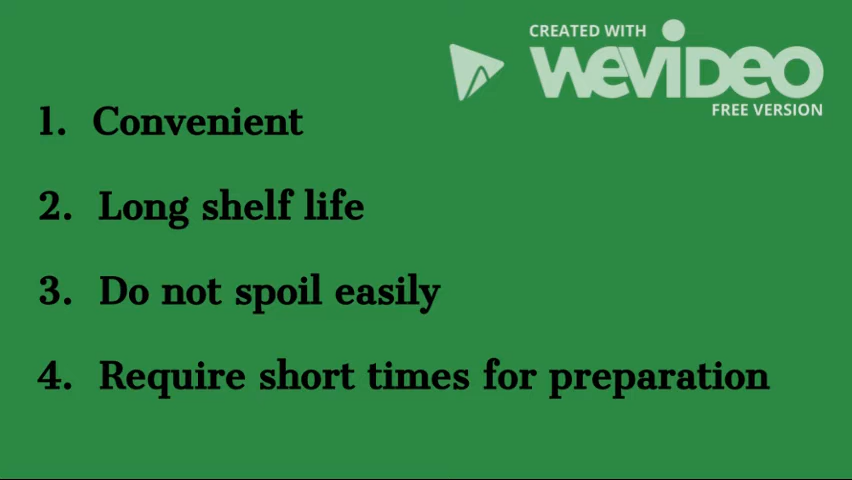 CREATED WITH
WEVIDEO
FREE VERSION
1. Convenient
2. Long shelf life
3. Do not spoil easily
4. Require short times for preparation